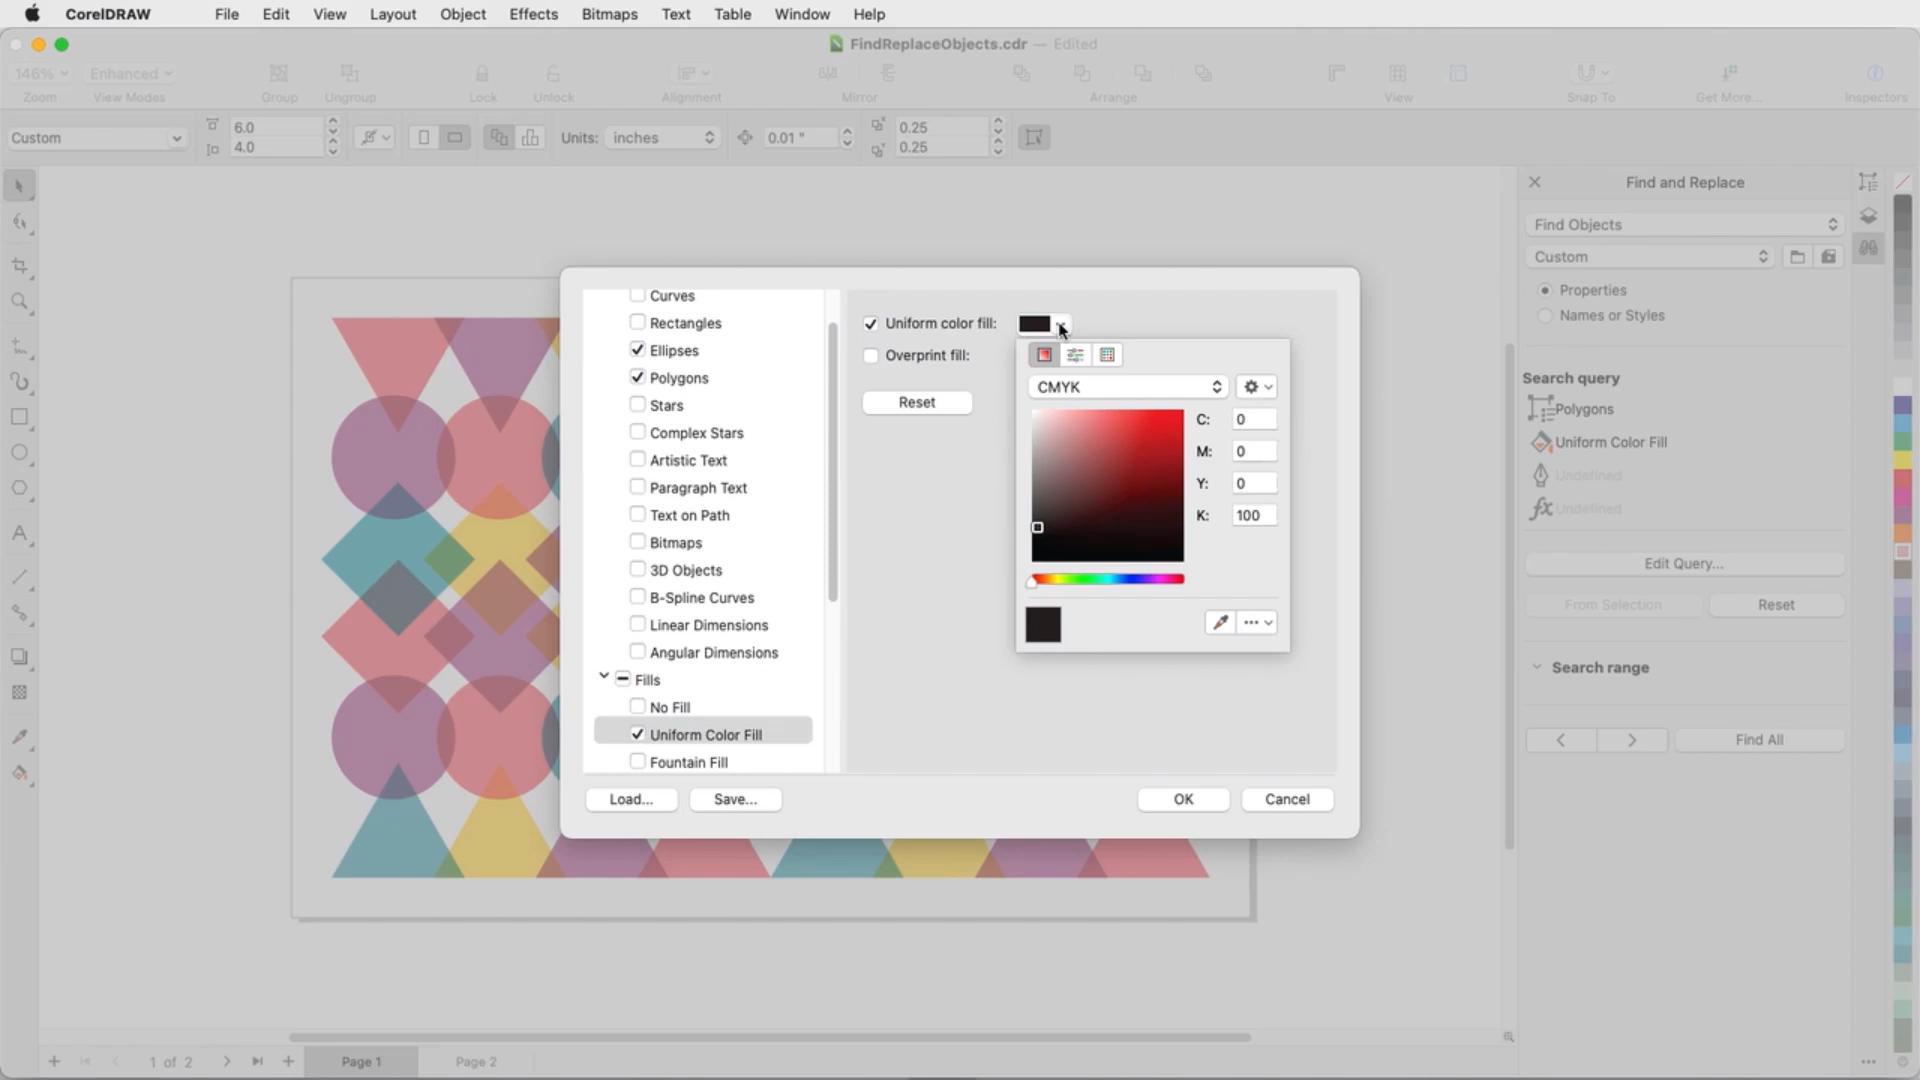 CorelDRAW File Edit View Layout Object Effects Bitmaps Text Table Window Help
FindReplaceObjects.cdr — Edited
146% Enhanced
Zoom View Modes Group Ungroup Lock Unlock Alignment Mirror Arrange View Snap To Get More... Inspectors
Custom 6.0 4.0 Units: inches 0.01 " 0.25 0.25
Find and Replace
Find Objects
Custom
Properties
Names or Styles
Search query
Polygons
Uniform Color Fill
Undefined
Undefined
Edit Query...
From Selection Reset
Search range
Find All
Curves
Rectangles
Ellipses
Polygons
Stars
Complex Stars
Artistic Text
Paragraph Text
Text on Path
Bitmaps
3D Objects
B-Spline Curves
Linear Dimensions
Angular Dimensions
Fills
No Fill
Uniform Color Fill
Fountain Fill
Uniform color fill:
Overprint fill:
Reset
CMYK
C: 0
M: 0
Y: 0
K: 100
Load... Save... OK Cancel
1 of 2 Page 1 Page 2